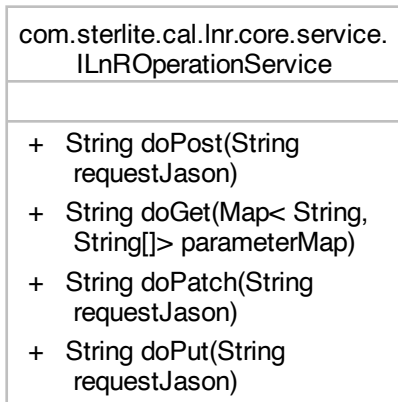 com.sterlite.cal.lnr.core.service.
ILnROperationService
+ String doPost(String
requestJason)
+ String doGet(Map< String,
String[]> parameterMap)
+ String doPatch(String
requestJason)
+ String doPut(String
requestJason)